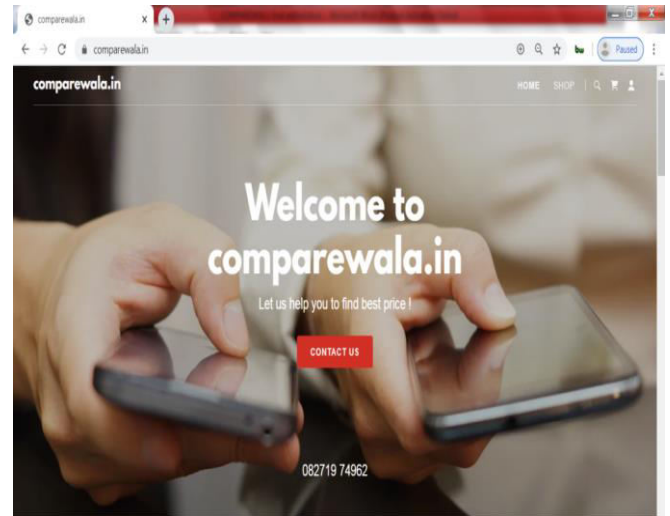 comparewala.in
comparewala.in
Paused
comparewala.in
HOME SHOP
Welcome to
comparewala.in
Let us help you to find best price !
CONTACT US
082719 74962